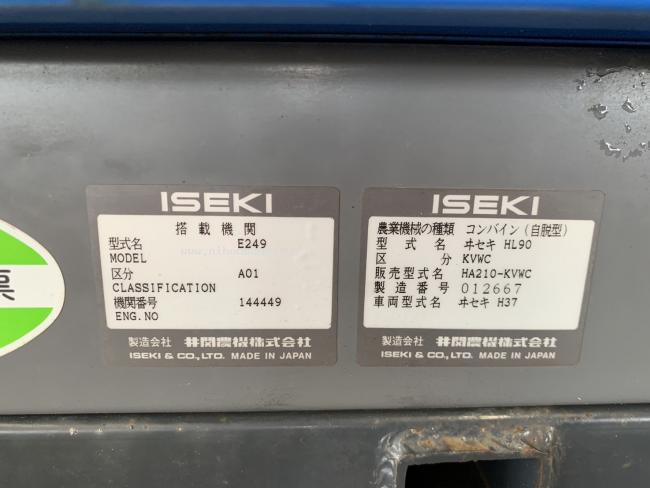 ISEKI
搭載機関
型式名 E249
MODEL
区分 A01
CLASSIFICATION
機関番号 144449
ENG.NO
製造会社 井関農機株式会社
ISEKI & CO., LTD. MADE IN JAPAN
ISEKI
農業機械の種類 コンバイン(自脱型)
型式名 ヰセキ HL90
区分 KVWC
販売型式名 HA210-KVWC
製造番号 012667
車両型式名 ヰセキ H37
製造会社 井関農機株式会社
ISEKI & CO., LTD. MADE IN JAPAN
票